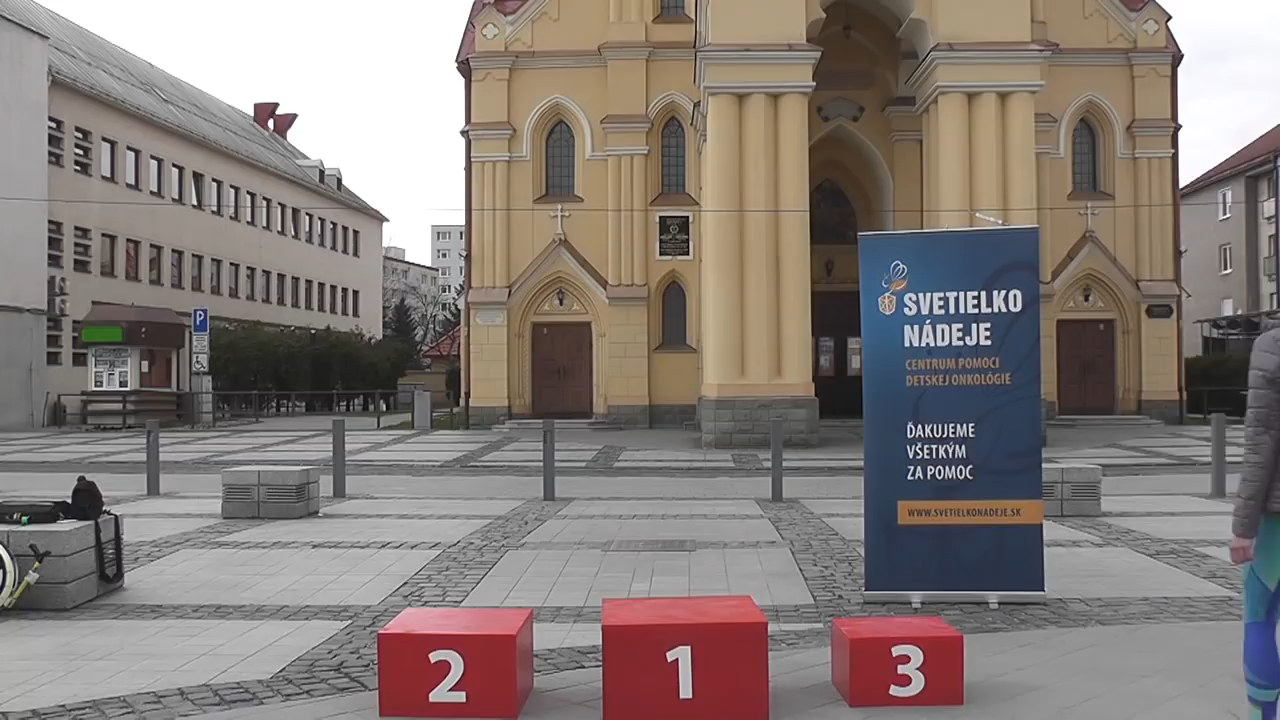 P
SVETIELKO
NÁDEJE
CENTRUM POMOCI
DETSKEJ ONKOLÓGIE
ĎAKUJEME
VŠETKÝM
ZA POMOC
WWW.SVETIELKONADEJE.SK
2
1
3